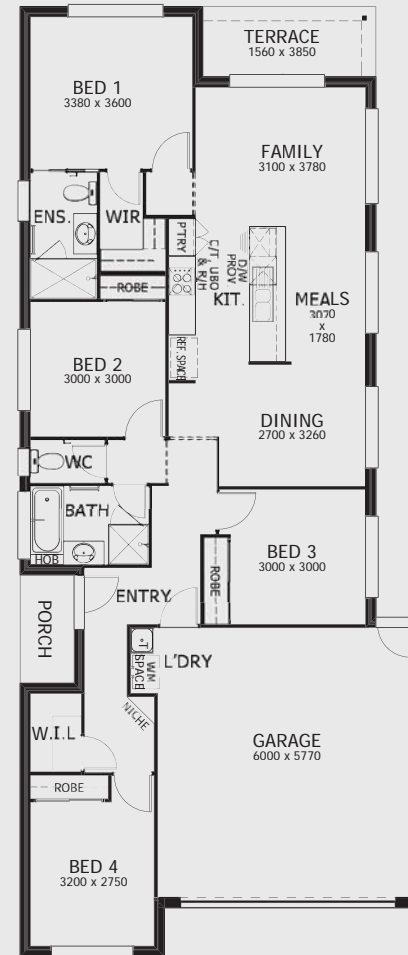 TERRACE
1560 x 3850
BED 1
3380 x 3600
FAMILY
3100 x 3780
ENS.
WIR
P'TRY
C/T, UBO
& R/H
D/W
PROV
KIT.
MEALS
3070
x
1780
ROBE
REF. SPACE
BED 2
3000 x 3000
DINING
2700 x 3260
WC
BATH
HOB
BED 3
3000 x 3000
ROBE
ENTRY
PORCH
T
WM
SPACE
L'DRY
NICHE
W.I.L
GARAGE
6000 x 5770
ROBE
BED 4
3200 x 2750